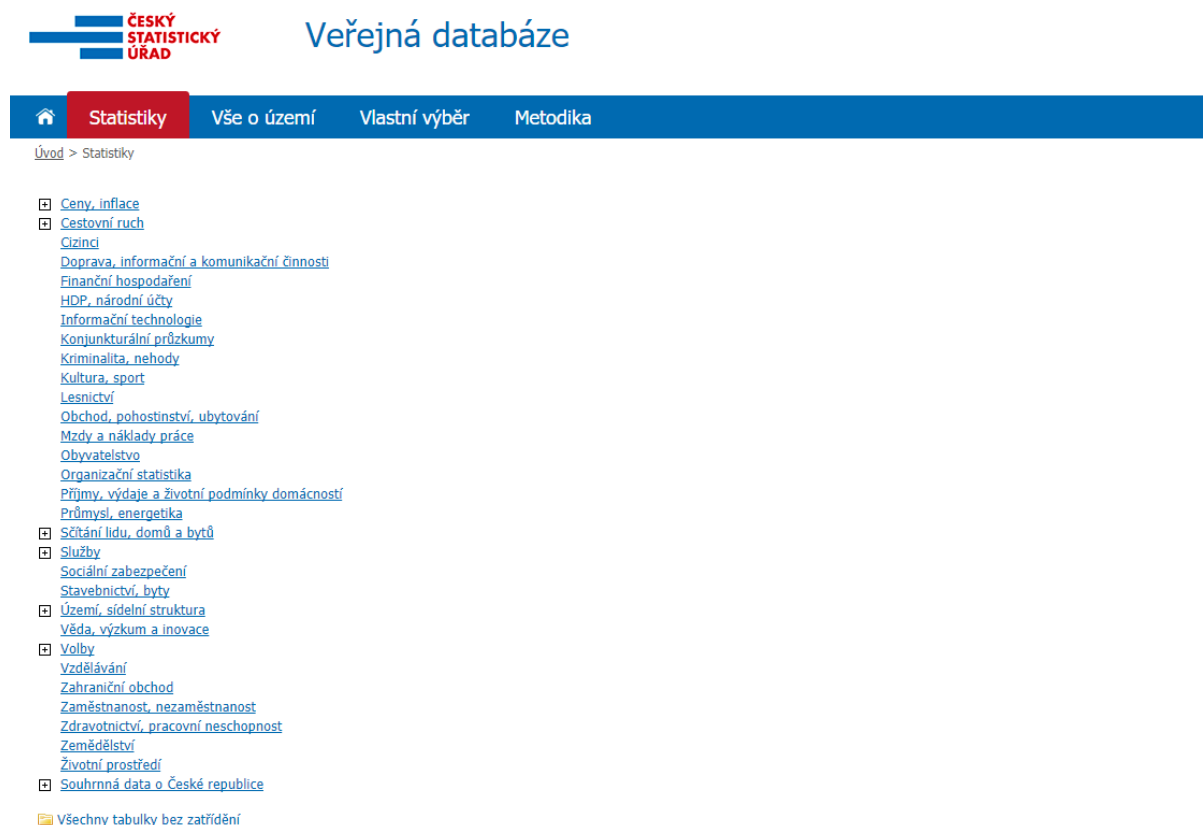 ČESKÝ
STATISTICKÝ
ÚŘAD
Veřejná databáze
Statistiky Vše o území Vlastní výběr Metodika
Úvod > Statistiky
Ceny, inflace
Cestovní ruch
Cizinci
Doprava, informační a komunikační činnosti
Finanční hospodaření
HDP, národní účty
Informační technologie
Konjunkturální průzkumy
Kriminalita, nehody
Kultura, sport
Lesnictví
Obchod, pohostinství, ubytování
Mzdy a náklady práce
Obyvatelstvo
Organizační statistika
Příjmy, výdaje a životní podmínky domácností
Průmysl, energetika
Sčítání lidu, domů a bytů
Služby
Sociální zabezpečení
Stavebnictví, byty
Území, sídelní struktura
Věda, výzkum a inovace
Volby
Vzdělávání
Zahraniční obchod
Zaměstnanost, nezaměstnanost
Zdravotnictví, pracovní neschopnost
Zemědělství
Životní prostředí
Souhrnná data o České republice
Všechny tabulky bez zatřídění